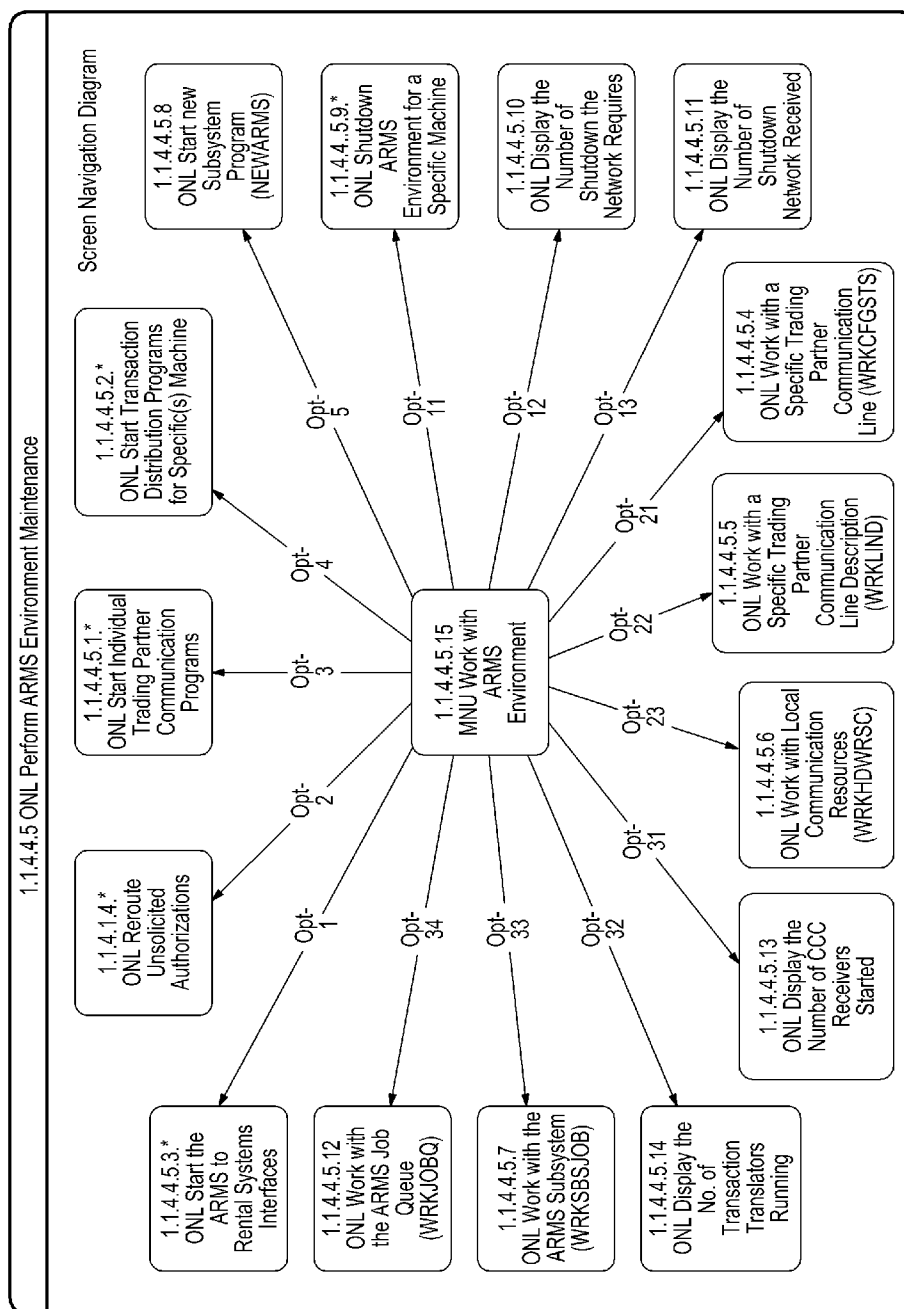 1.1.4.4.5 ONL Perform ARMS Environment Maintenance
Screen Navigation Diagram
1.1.4.4.5.3.*
ONL Start the
ARMS to
Rental Systems
Interfaces
1.1.4.4.1.4.*
ONL Reroute
Unsolicited
Authorizations
1.1.4.4.5.1.*
ONL Start Individual
Trading Partner
Communication
Programs
1.1.4.4.5.2.*
ONL Start Transaction
Distribution Programs
for Specific(s) Machine
1.1.4.4.5.8
ONL Start new
Subsystem
Program
(NEWARMS)
Opt-
1
Opt-
2
Opt-
3
Opt-
4
Opt-
5
1.1.4.4.5.12
ONL Work with
the ARMS Job
Queue
(WRKJOBQ)
Opt-
34
1.1.4.4.5.15
MNU Work with
ARMS
Environment
Opt-
11
1.1.4.4..5.9.*
ONL Shutdown
ARMS
Environment for a
Specific Machine
1.1.4.4.5.7
ONL Work with the
ARMS Subsystem
(WRKSBSJOB)
Opt-
33
Opt-
12
1.1.4.4.5.10
ONL Display the
Number of
Shutdown the
Network Requires
1.1.4.4.5.14
ONL Display the
No. of
Transaction
Translators
Running
Opt-
32
Opt-
31
Opt-
23
Opt-
22
Opt-
21
Opt-
13
1.1.4.4.5.11
ONL Display the
Number of
Shutdown
Network Received
1.1.4.4.5.13
ONL Display the
Number of CCC
Receivers
Started
1.1.4.4.5.6
ONL Work with Local
Communication
Resources
(WRKHDWRSC)
1.1.4.4.5.5
ONL Work with a
Specific Trading
Partner
Communication
Line Description
(WRKLIND)
1.1.4.4.5.4
ONL Work with a
Specific Trading
Partner
Communication
Line (WRKCFGSTS)